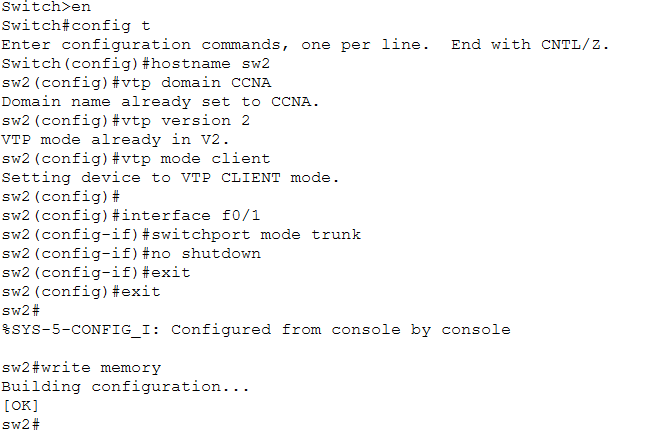 Switch>en
Switch#config t
Enter configuration commands, one per line.  End with CNTL/Z.
Switch(config)#hostname sw2
sw2(config)#vtp domain CCNA
Domain name already set to CCNA.
sw2(config)#vtp version 2
VTP mode already in V2.
sw2(config)#vtp mode client
Setting device to VTP CLIENT mode.
sw2(config)#
sw2(config)#interface f0/1
sw2(config-if)#switchport mode trunk
sw2(config-if)#no shutdown
sw2(config-if)#exit
sw2(config)#exit
sw2#
%SYS-5-CONFIG_I: Configured from console by console

sw2#write memory
Building configuration...
[OK]
sw2#